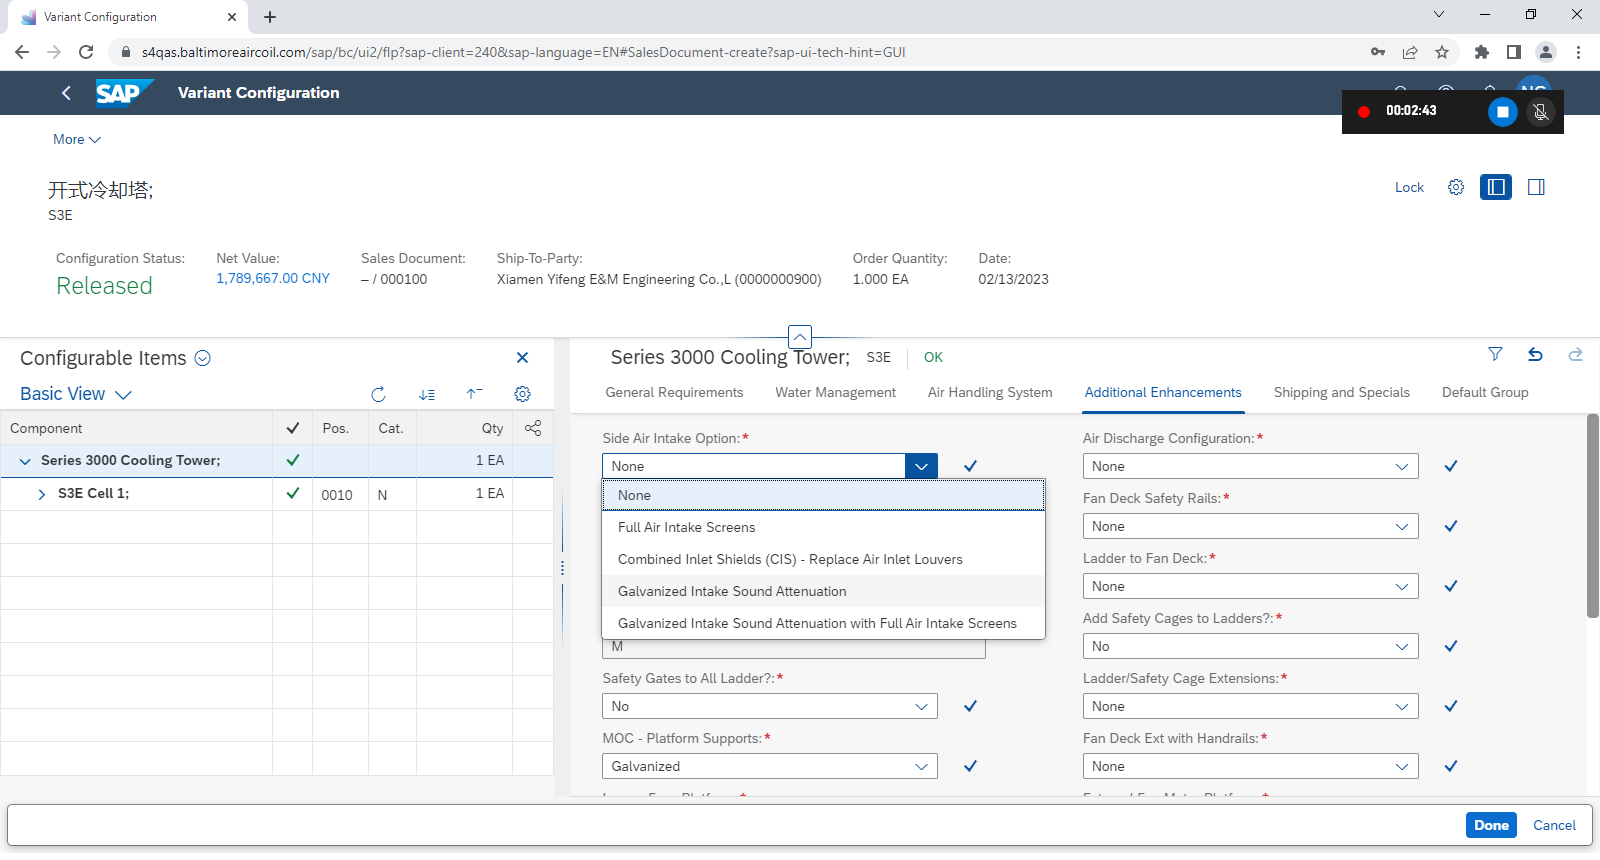 Variant Configuration
s4qas.baltimoreaircoil.com/sap/bc/ui2/flp?sap-client=240&sap-language=EN#SalesDocument-create?sap-ui-tech-hint=GUI
SAP
Variant Configuration
00:02:43
More
开式冷却塔;
S3E
Lock
Configuration Status:
Released
Net Value:
1,789,667.00 CNY
Sales Document:
– / 000100
Ship-To-Party:
Xiamen Yifeng E&M Engineering Co.,L (0000000900)
Order Quantity:
1.000 EA
Date:
02/13/2023
Configurable Items
Basic View
Component Pos. Cat. Qty
Series 3000 Cooling Tower; 1 EA
S3E Cell 1; 0010 N 1 EA
Series 3000 Cooling Tower; S3E OK
General Requirements Water Management Air Handling System Additional Enhancements Shipping and Specials Default Group
Side Air Intake Option:*
None
None
Full Air Intake Screens
Combined Inlet Shields (CIS) - Replace Air Inlet Louvers
Galvanized Intake Sound Attenuation
Galvanized Intake Sound Attenuation with Full Air Intake Screens
M
Safety Gates to All Ladder?:*
No
MOC - Platform Supports:*
Galvanized
Air Discharge Configuration:*
None
Fan Deck Safety Rails:*
None
Ladder to Fan Deck:*
None
Add Safety Cages to Ladders?:*
No
Ladder/Safety Cage Extensions:*
None
Fan Deck Ext with Handrails:*
None
Done
Cancel